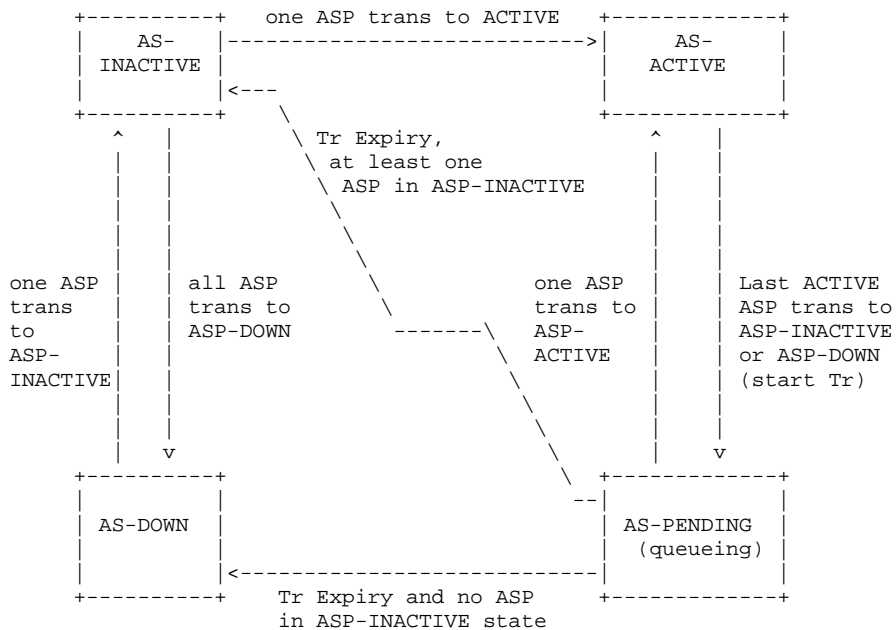 one ASP trans to ACTIVE
AS-
INACTIVE
AS-
ACTIVE
Tr Expiry,
at least one
ASP in ASP-INACTIVE
one ASP
trans
to
ASP-
INACTIVE
all ASP
trans to
ASP-DOWN
one ASP
trans to
ASP-
ACTIVE
Last ACTIVE
ASP trans to
ASP-INACTIVE
or ASP-DOWN
(start Tr)
AS-DOWN
AS-PENDING
(queueing)
Tr Expiry and no ASP
in ASP-INACTIVE state